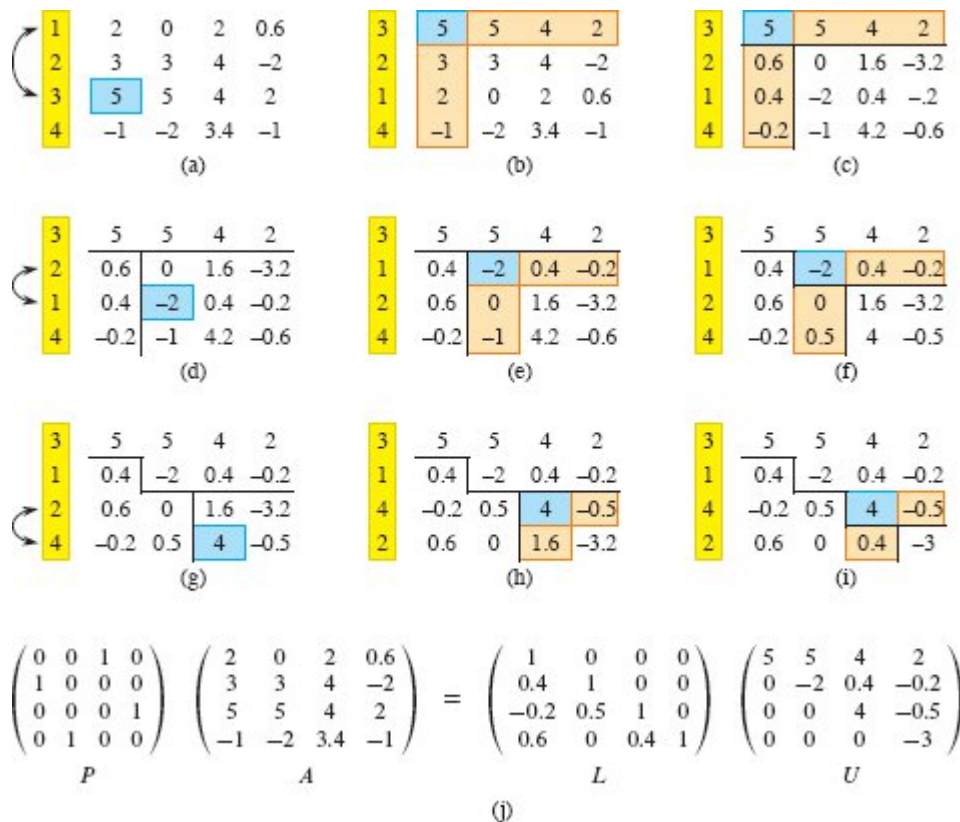 1 2 0 2 0.6 3 5 5 4 2 3 5 5 4 2
2 3 3 4 –2 2 3 3 4 –2 2 0.6 0 1.6 –3.2
3 5 5 4 2 1 2 0 2 0.6 1 0.4 –2 0.4 –.2
4 –1 –2 3.4 –1 4 –1 –2 3.4 –1 4 –0.2 –1 4.2 –0.6
(a) (b) (c)
3 5 5 4 2 3 5 5 4 2 3 5 5 4 2
2 0.6 0 1.6 –3.2 1 0.4 –2 0.4 –0.2 1 0.4 –2 0.4 –0.2
1 0.4 –2 0.4 –0.2 2 0.6 0 1.6 –3.2 2 0.6 0 1.6 –3.2
4 –0.2 –1 4.2 –0.6 4 –0.2 –1 4.2 –0.6 4 –0.2 0.5 4 –0.5
(d) (e) (f)
3 5 5 4 2 3 5 5 4 2 3 5 5 4 2
1 0.4 –2 0.4 –0.2 1 0.4 –2 0.4 –0.2 1 0.4 –2 0.4 –0.2
2 0.6 0 1.6 –3.2 4 –0.2 0.5 4 –0.5 4 –0.2 0.5 4 –0.5
4 –0.2 0.5 4 –0.5 2 0.6 0 1.6 –3.2 2 0.6 0 0.4 –3
(g) (h) (i)
0 0 1 0 2 0 2 0.6 1 0 0 0 5 5 4 2
1 0 0 0 3 3 4 –2 0.4 1 0 0 0 –2 0.4 –0.2
0 0 0 1 5 5 4 2 = –0.2 0.5 1 0 0 0 4 –0.5
0 1 0 0 –1 –2 3.4 –1 0.6 0 0.4 1 0 0 0 –3
P A L U
(j)